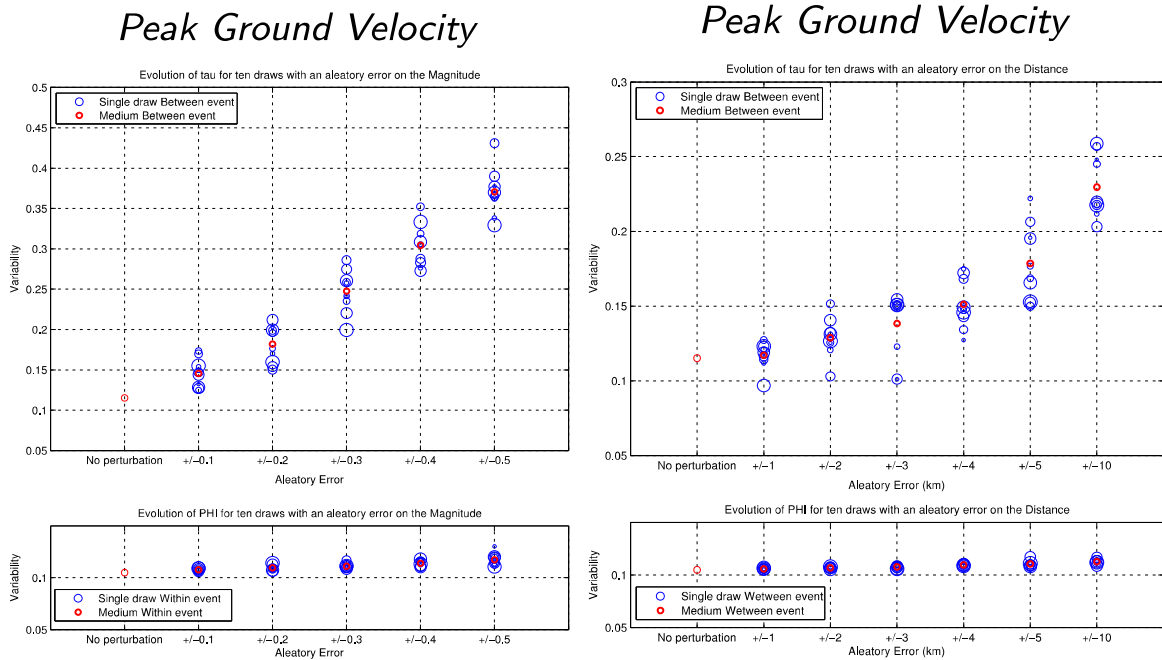 Peak Ground Velocity
Evolution of tau for ten draws with an aleatory error on the Magnitude
0.5
0.45
0.4
0.35
0.3
0.25
0.2
0.15
0.1
0.05
Variability
Single draw Between event
Medium Between event
No perturbation +/−0.1 +/−0.2 +/−0.3 +/−0.4 +/−0.5
Aleatory Error
Evolution of PHI for ten draws with an aleatory error on the Magnitude
0.1
0.05
Variability
Single draw Within event
Medium Within event
No perturbation +/−0.1 +/−0.2 +/−0.3 +/−0.4 +/−0.5
Aleatory Error
Peak Ground Velocity
Evolution of tau for ten draws with an aleatory error on the Distance
0.3
0.25
0.2
0.15
0.1
0.05
Variability
Single draw Between event
Medium Between event
No perturbation +/−1 +/−2 +/−3 +/−4 +/−5 +/−10
Aleatory Error (km)
Evolution of PHI for ten draws with an aleatory error on the Distance
0.1
0.05
Variability
Single draw Wetween event
Medium Wetween event
No perturbation +/−1 +/−2 +/−3 +/−4 +/−5 +/−10
Aleatory Error (km)